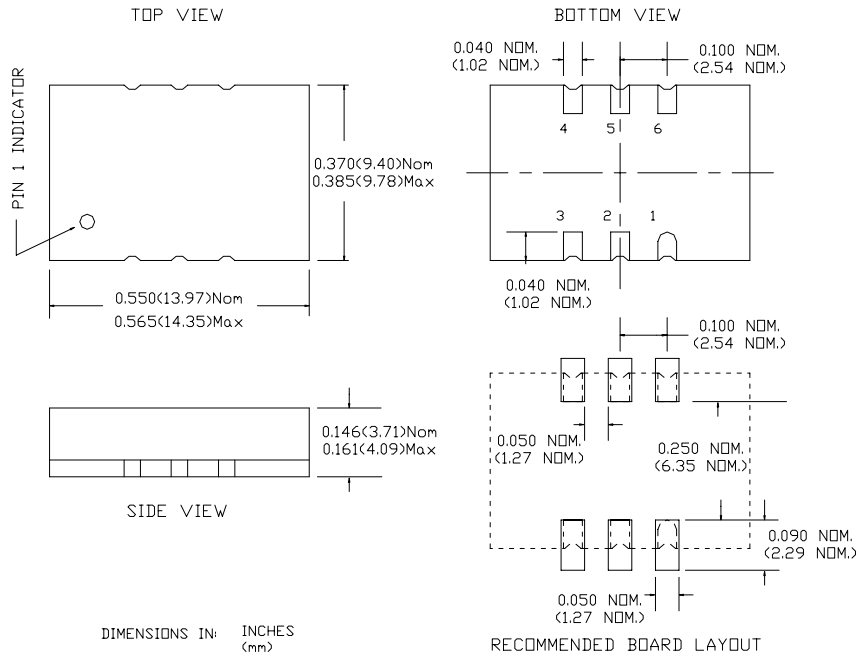 TOP VIEW
PIN 1 INDICATOR
0.370(9.40)Nom
0.385(9.78)Max
0.550(13.97)Nom
0.565(14.35)Max
0.146(3.71)Nom
0.161(4.09)Max
SIDE VIEW
DIMENSIONS IN: INCHES
(mm)
BOTTOM VIEW
0.040 NOM.
(1.02 NOM.)
0.100 NOM.
(2.54 NOM.)
4 5 6
3 2 1
0.040 NOM.
(1.02 NOM.)
0.100 NOM.
(2.54 NOM.)
0.050 NOM.
(1.27 NOM.)
0.250 NOM.
(6.35 NOM.)
0.090 NOM.
(2.29 NOM.)
0.050 NOM.
(1.27 NOM.)
RECOMMENDED BOARD LAYOUT